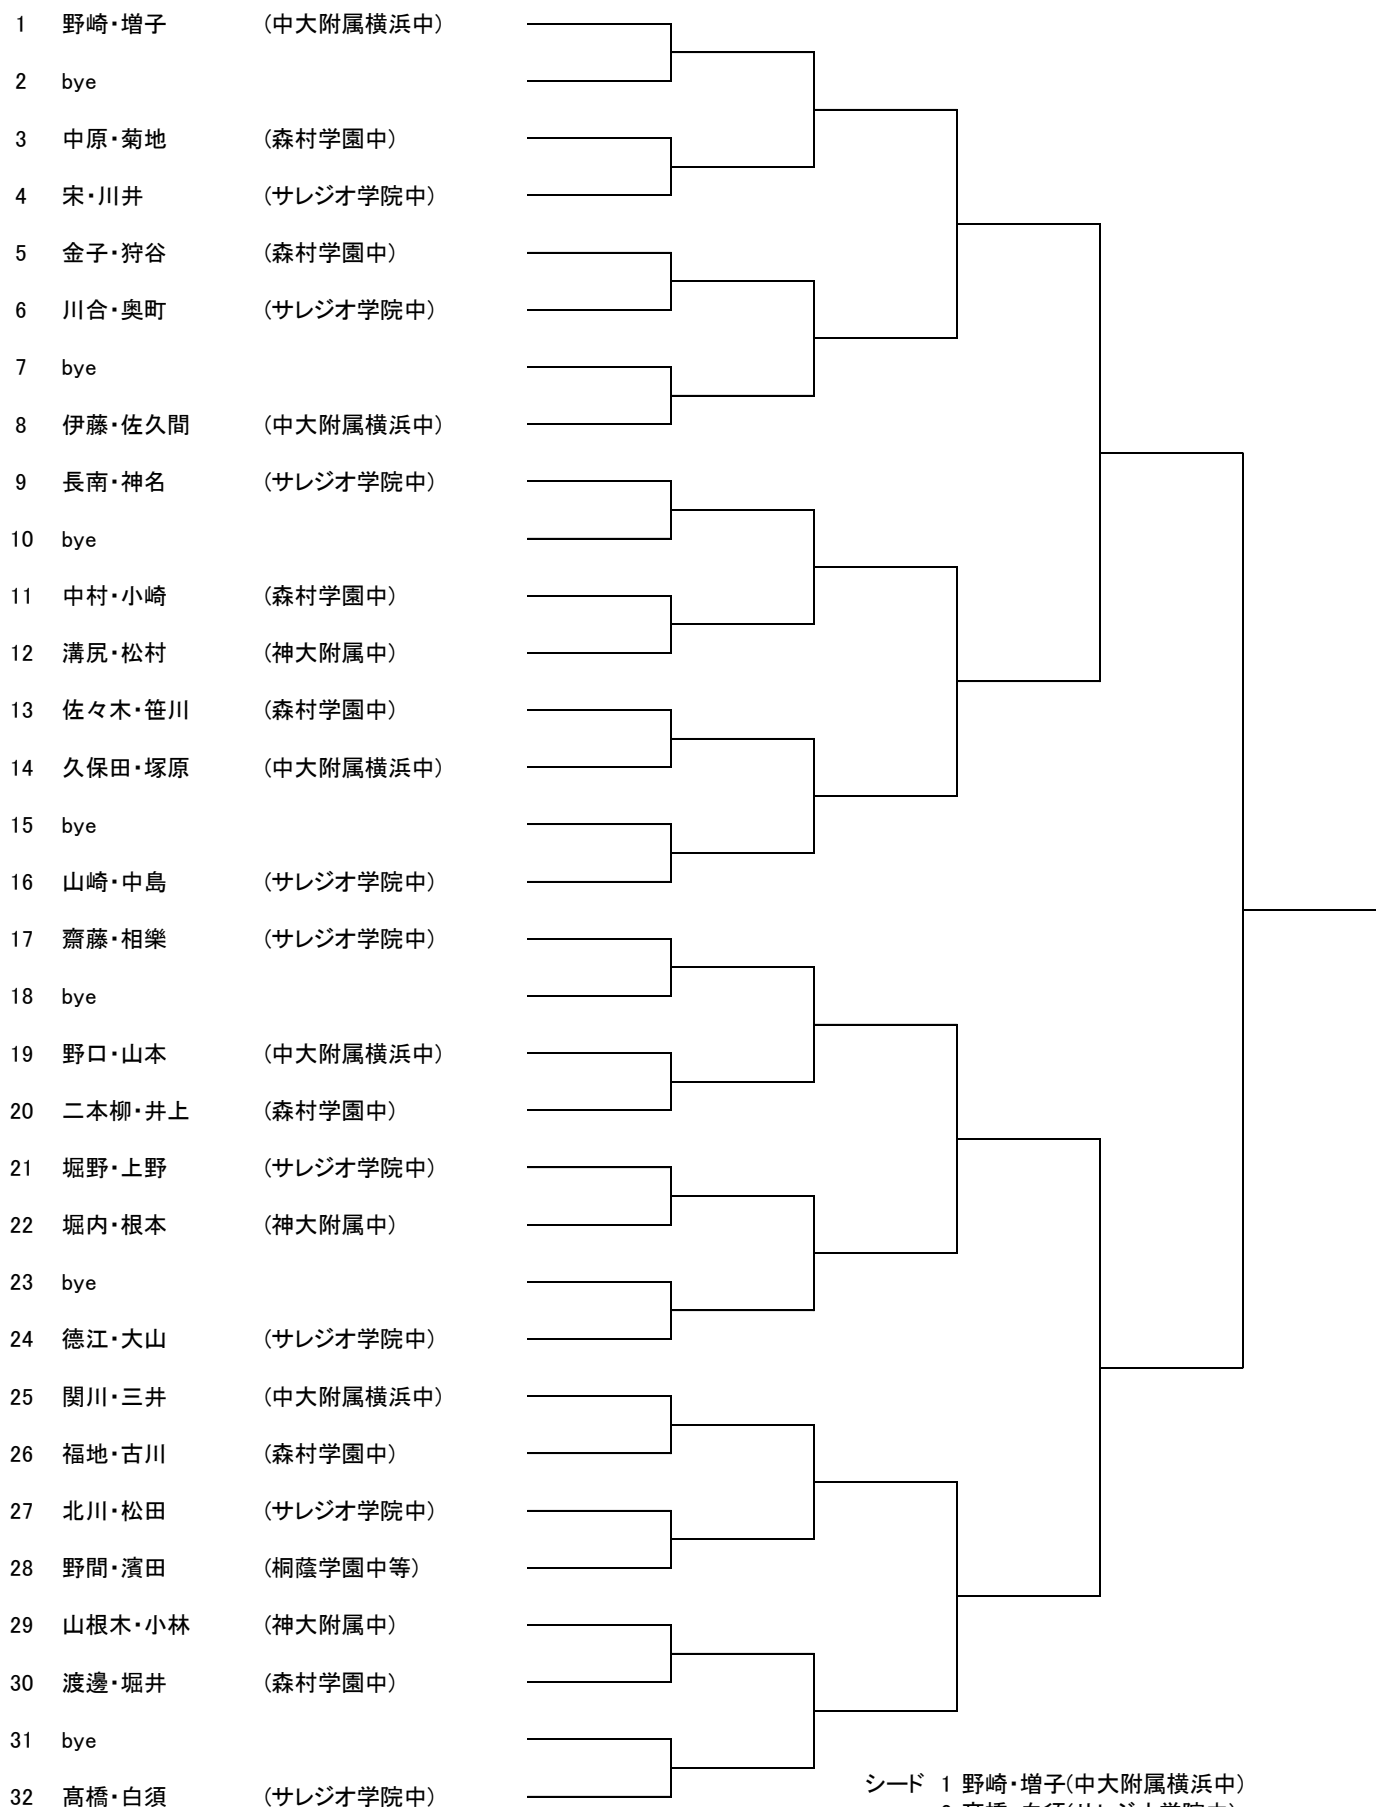 1 野崎・増子 (中大附属横浜中)
2 bye
3 中原・菊地 (森村学園中)
4 宋・川井 (サレジオ学院中)
5 金子・狩谷 (森村学園中)
6 川合・奥町 (サレジオ学院中)
7 bye
8 伊藤・佐久間 (中大附属横浜中)
9 長南・神名 (サレジオ学院中)
10 bye
11 中村・小崎 (森村学園中)
12 溝尻・松村 (神大附属中)
13 佐々木・笹川 (森村学園中)
14 久保田・塚原 (中大附属横浜中)
15 bye
16 山崎・中島 (サレジオ学院中)
17 齋藤・相樂 (サレジオ学院中)
18 bye
19 野口・山本 (中大附属横浜中)
20 二本柳・井上 (森村学園中)
21 堀野・上野 (サレジオ学院中)
22 堀内・根本 (神大附属中)
23 bye
24 德江・大山 (サレジオ学院中)
25 関川・三井 (中大附属横浜中)
26 福地・古川 (森村学園中)
27 北川・松田 (サレジオ学院中)
28 野間・濱田 (桐蔭学園中等)
29 山根木・小林 (神大附属中)
30 渡邊・堀井 (森村学園中)
31 bye
32 髙橋・白須 (サレジオ学院中)
シード 1 野崎・増子(中大附属横浜中)